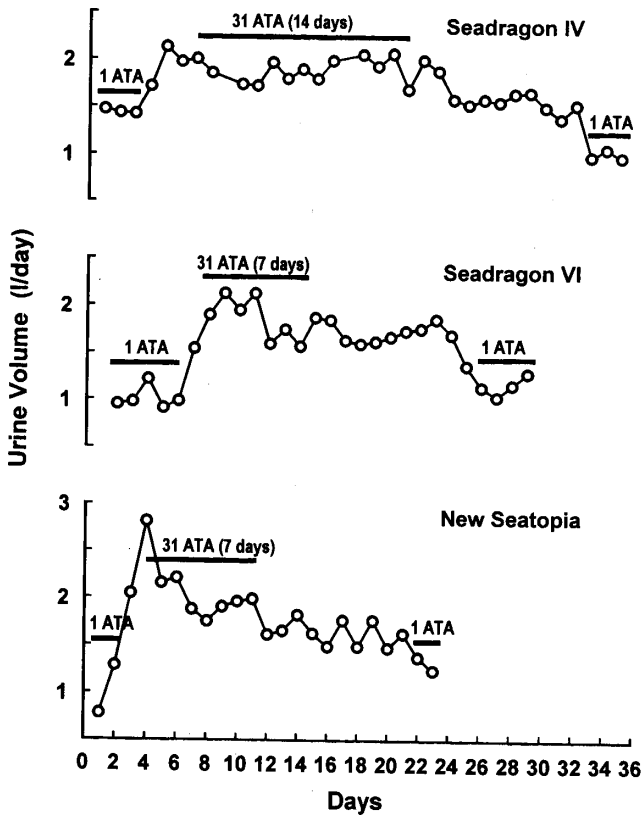 31 ATA (14 days)
Seadragon IV
2
1 ATA
1
1 ATA
31 ATA (7 days)
Seadragon VI
2
1 ATA
1 ATA
1
Urine Volume (l/day)
3
New Seatopia
31 ATA (7 days)
2
1 ATA
1 ATA
1
0 2 4 6 8 10 12 14 16 18 20 22 24 26 28 30 32 34 36
Days